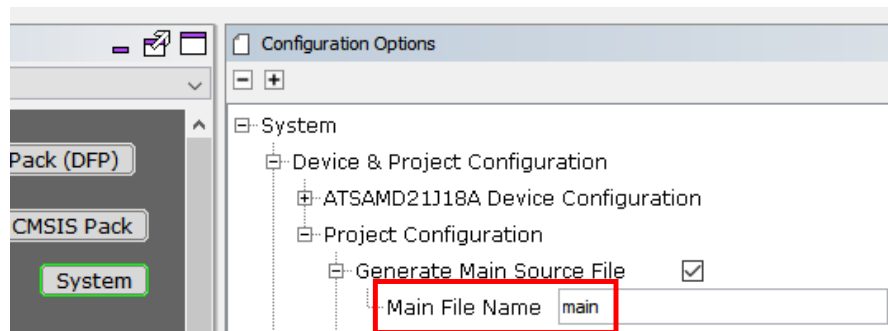 Configuration Options
System
Pack (DFP)
Device & Project Configuration
ATSAMD21J18A Device Configuration
CMSIS Pack
Project Configuration
System
Generate Main Source File
Main File Name main